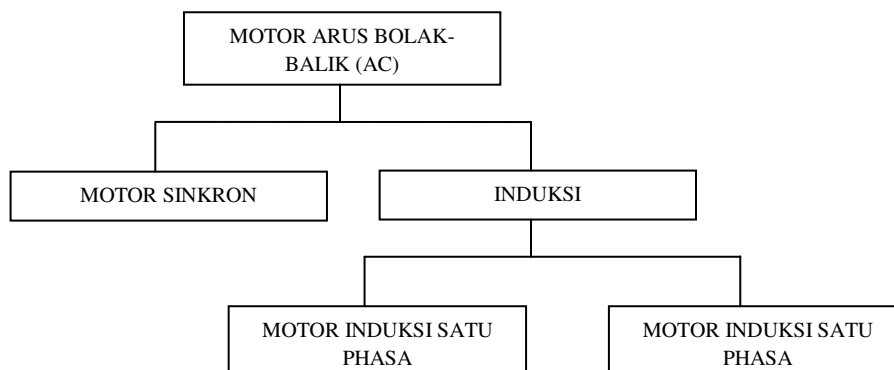 MOTOR ARUS BOLAK-
BALIK (AC)
MOTOR SINKRON
INDUKSI
MOTOR INDUKSI SATU
PHASA
MOTOR INDUKSI SATU
PHASA